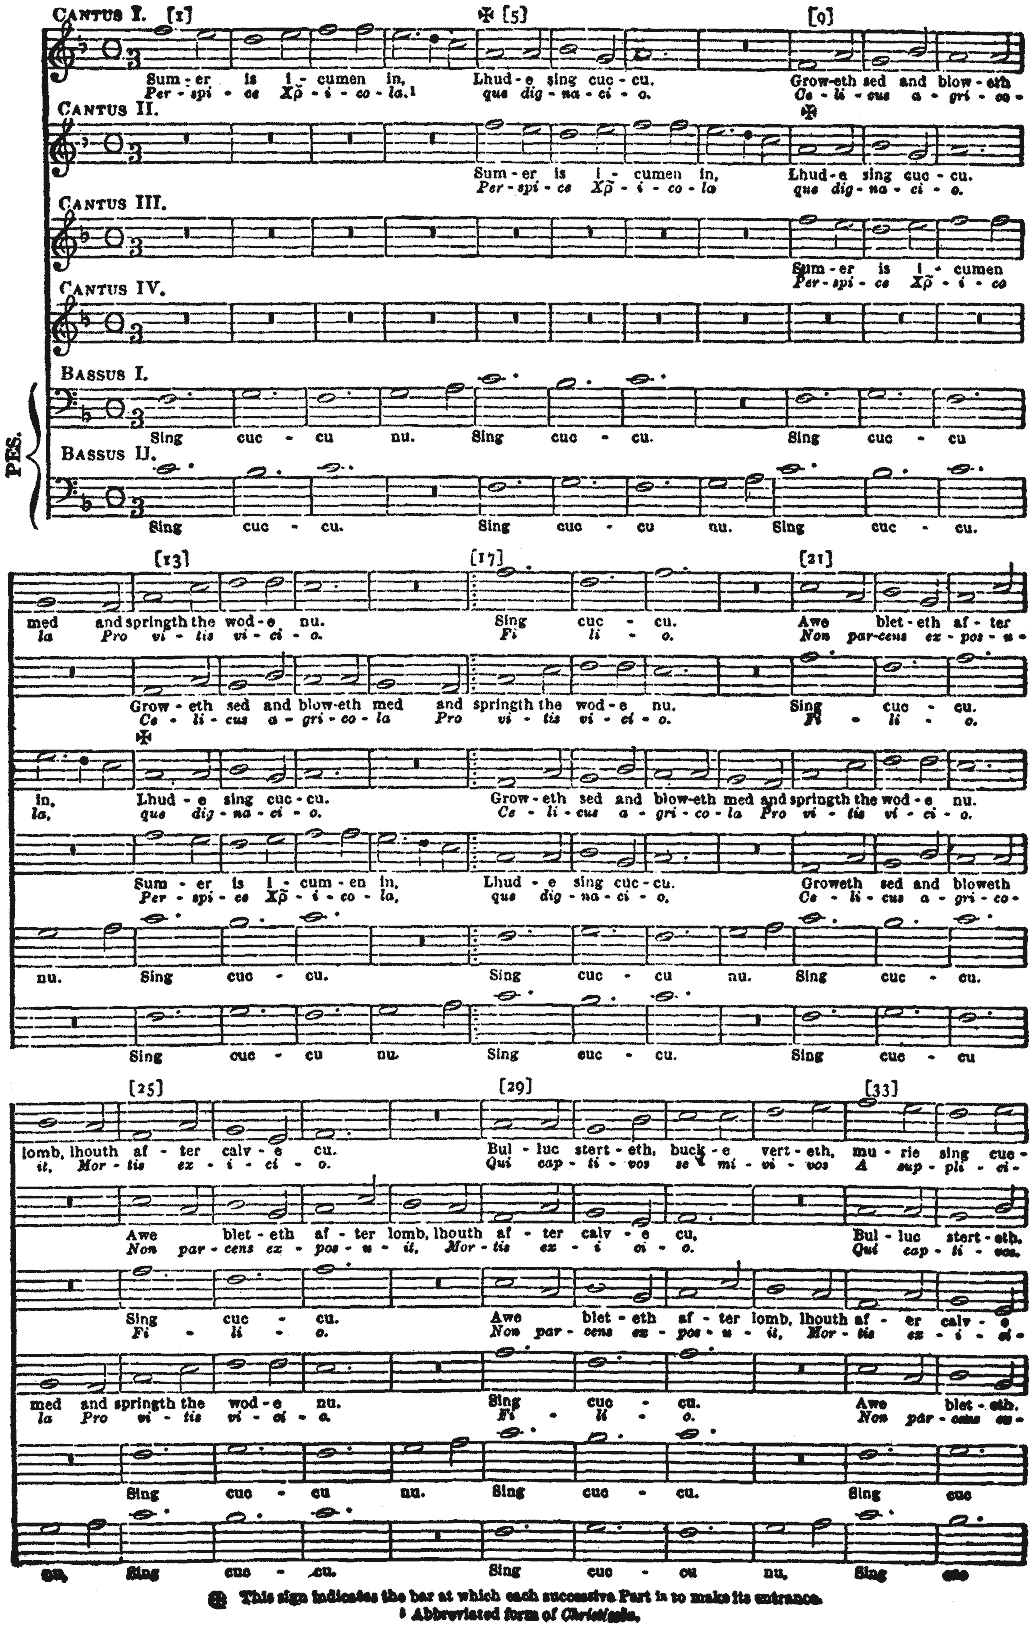 CANTUS I. [1] ✠ [5] [9]
Sum - er is i - cumen in, Lhud - e sing cuc - cu. Grow-eth sed and blow-eth
Per - spi - ce Xp̃ - i - co - la.¹ que dig - na - ci - o. Ce - li - cus a - gri - co -
CANTUS II. ✠
Sum - er is i - cumen in, Lhud-e sing cuc - cu.
Per - spi - ce Xp̃ - i - co - la que dig - na - ci - o.
CANTUS III.
Sum - er is i - cumen
Per - spi - ce Xp̃ - i - co
CANTUS IV.
PES.
BASSUS I.
Sing cuc - cu nu. Sing cuc - cu. Sing cuc - cu
BASSUS II.
Sing cuc - cu. Sing cuc - cu nu. Sing cuc - cu.
[13] [17] [21]
med and springth the wod - e nu. Sing cuc - cu. Awe blet - eth af - ter
la Pro vi - tis vi - ci - o. Fi li - o. Non par-cens ex - pos - u -
Grow - eth sed and blow-eth med and springth the wod - e nu. Sing cuc - cu.
Ce - li - cus a - gri - co - la Pro vi - tis vi - ci - o. Fi - li - o.
✠
in, Lhud - e sing cuc - cu. Grow - eth sed and blow-eth med and springth the wod - e nu.
la, que dig - na - ci - o. Ce - li - cus a - gri - co - la Pro vi - tis vi - ci - o.
Sum - er is i - cum - en in, Lhud - e sing cuc - cu. Groweth sed and bloweth
Per - spi - ce Xp̃ - i - co - la, que dig - na - ci - o, Ce - li - cus a - gri - co -
nu. Sing cuc - cu. Sing cuc - cu nu. Sing cuc - cu.
Sing cuc - cu nu. Sing cuc - cu. Sing cuc - cu
[25] [29] [33]
lomb, lhouth af - ter calv - e cu. Bul - luc stert - eth, buck - e vert - eth, mu - rie sing cuc -
it, Mor - tis ex - i - ci - o. Qui cap - ti - vos se mi - vi - vos A sup - pli - ci -
Awe blet - eth af - ter lomb, lhouth af - ter calv - e cu, Bul - luc stert - eth,
Non par - cens ex - pos - u - it, Mor - tis ex - i ci - o. Qui cap - ti - vos,
Sing cuc - cu. Awe blet - eth af - ter lomb, lhouth af - er calv - e
Fi - li - o. Non par - cens ex - pos - u - it, Mor - tis ex - i - ci -
med and springth the wod - e nu. Sing cuc - cu. Awe blet - eth,
la Pro vi - tis vi - ci - o. Fi - li - o. Non par - cens ex -
Sing cuc - cu nu. Sing cuc - cu. Sing cuc
Sing cuc - cu. Sing cuc - cu nu, Sing cuc
✠ This sign indicates the bar at which each successive Part is to make its entrance.
¹ Abbreviated form of